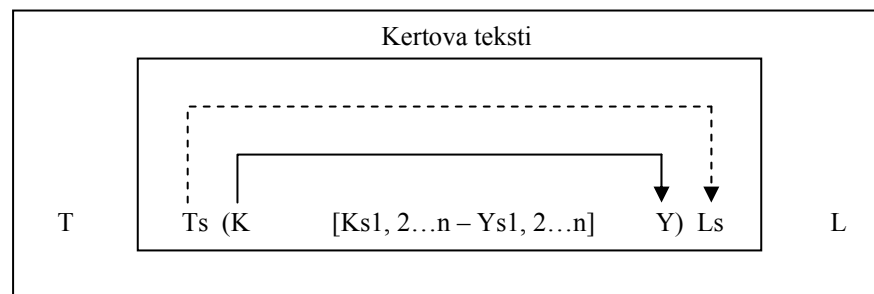 Kertova teksti
T Ts (K [Ks1, 2…n – Ys1, 2…n] Y) Ls L